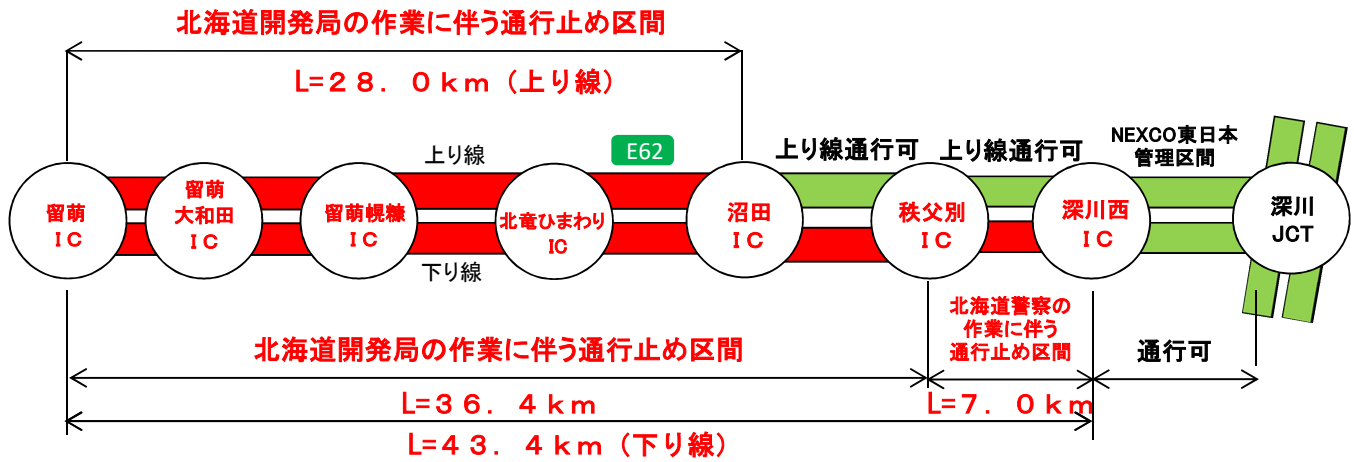 北海道開発局の作業に伴う通行止め区間
L=２８．０ｋｍ（上り線）
上り線
E62
上り線通行可
上り線通行可
NEXCO東日本
管理区間
留萌
ＩＣ
留萌
大和田
ＩＣ
留萌幌糠
ＩＣ
北竜ひまわり
IC
沼田
ＩＣ
秩父別
ＩＣ
深川西
ＩＣ
深川
JCT
下り線
北海道開発局の作業に伴う通行止め区間
北海道警察の
作業に伴う
通行止め区間
通行可
L=３６．４ｋｍ
L=７．０ｋｍ
L=４３．４ｋｍ（下り線）